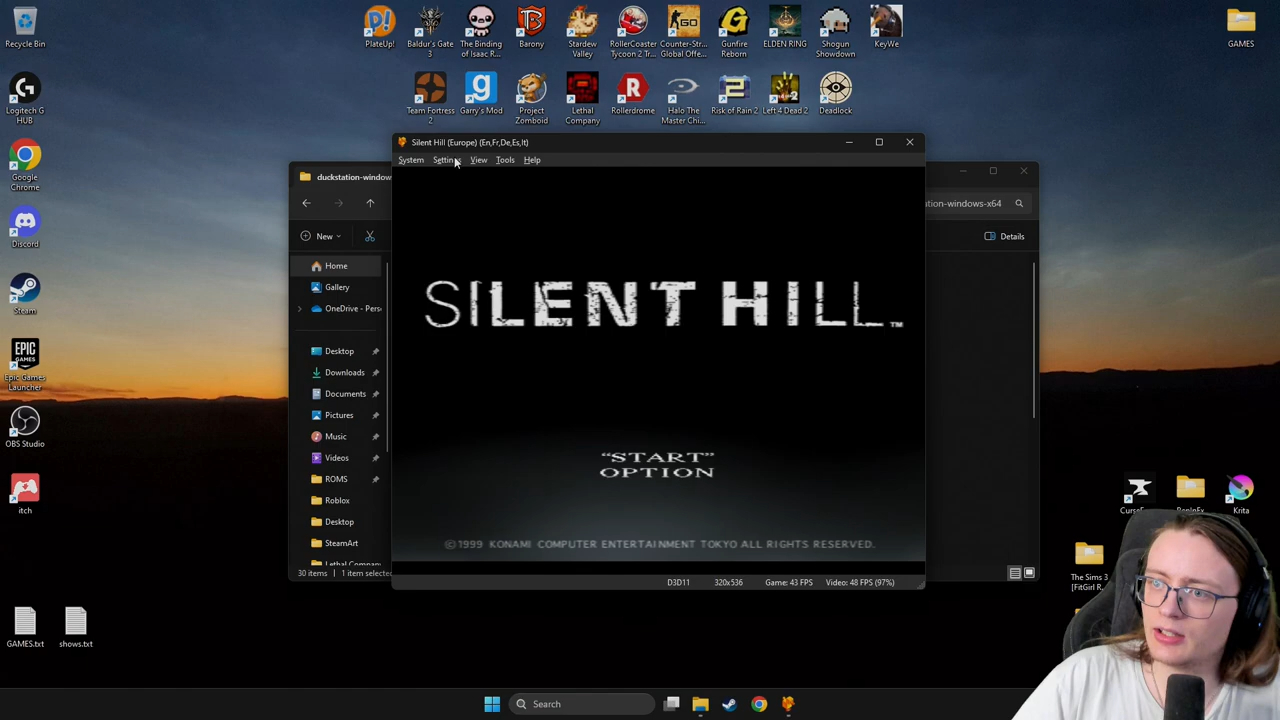 Recycle Bin
PlateUp!
Baldur's Gate
3
The Binding
of Isaac R...
Barony
Stardew
Valley
RollerCoaster
Tycoon 2 Tr...
Counter-Str...
Global Offe...
Gunfire
Reborn
ELDEN RING
Shogun
Showdown
KeyWe
GAMES
Logitech G
HUB
Team Fortress
2
Garry's Mod
Project
Zomboid
Lethal
Company
Rollerdrome
Halo The
Master Chi...
Risk of Rain 2
Left 4 Dead 2
Deadlock
Google
Chrome
Discord
Steam
Epic Games
Launcher
OBS Studio
itch
GAMES.txt
shows.txt
Silent Hill (Europe) (En,Fr,De,Es,It)
System
View
Tools
Help
SILENT HILL™
"START"
OPTION
©1999 KONAMI COMPUTER ENTERTAINMENT TOKYO ALL RIGHTS RESERVED.
D3D11
320x536
Game: 43 FPS
Video: 48 FPS (97%)
duckstation-window
ation-windows-x64
New
Details
Home
Gallery
OneDrive - Pers
Desktop
Downloads
Documents
Pictures
Music
Videos
ROMS
Roblox
Desktop
SteamArt
30 items
1 item selected
Krita
The Sims 3
[FitGirl R...
Search